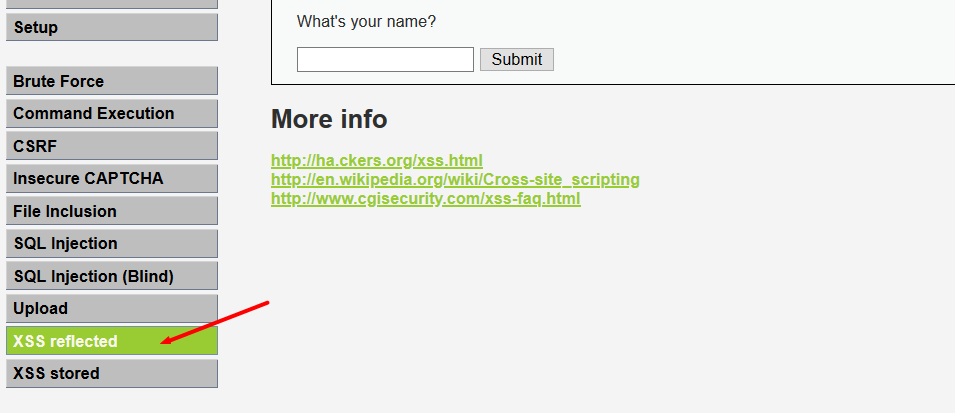 Setup
Brute Force
Command Execution
CSRF
Insecure CAPTCHA
File Inclusion
SQL Injection
SQL Injection (Blind)
Upload
XSS reflected
XSS stored
What's your name?
Submit
More info
http://ha.ckers.org/xss.html
http://en.wikipedia.org/wiki/Cross-site_scripting
http://www.cgisecurity.com/xss-faq.html